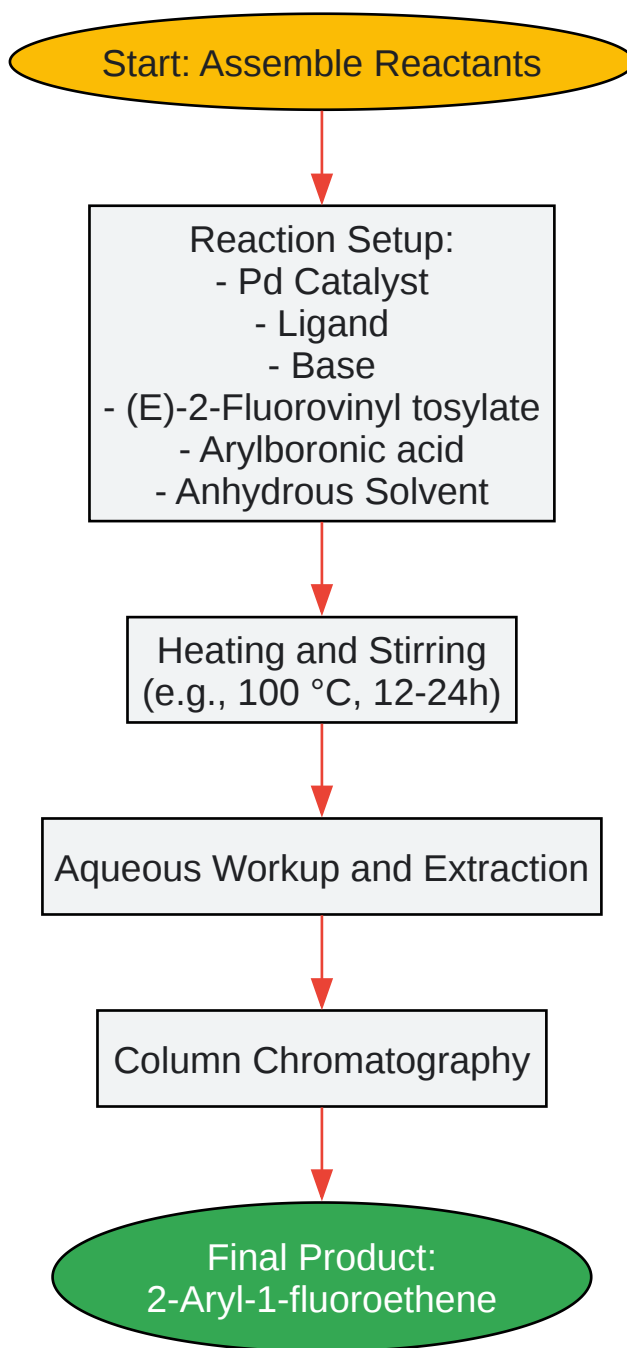 Start: Assemble Reactants
Reaction Setup:
- Pd Catalyst
- Ligand
- Base
- (E)-2-Fluorovinyl tosylate
- Arylboronic acid
- Anhydrous Solvent
Heating and Stirring
(e.g., 100 °C, 12-24h)
Aqueous Workup and Extraction
Column Chromatography
Final Product:
2-Aryl-1-fluoroethene